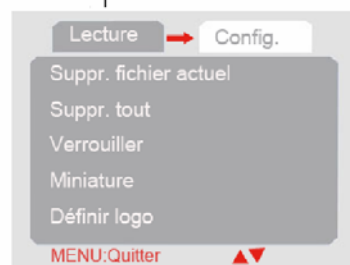 Lecture Config.
Suppr. fichier actuel
Suppr. tout
Verrouiller
Miniature
Définir logo
MENU:Quitter